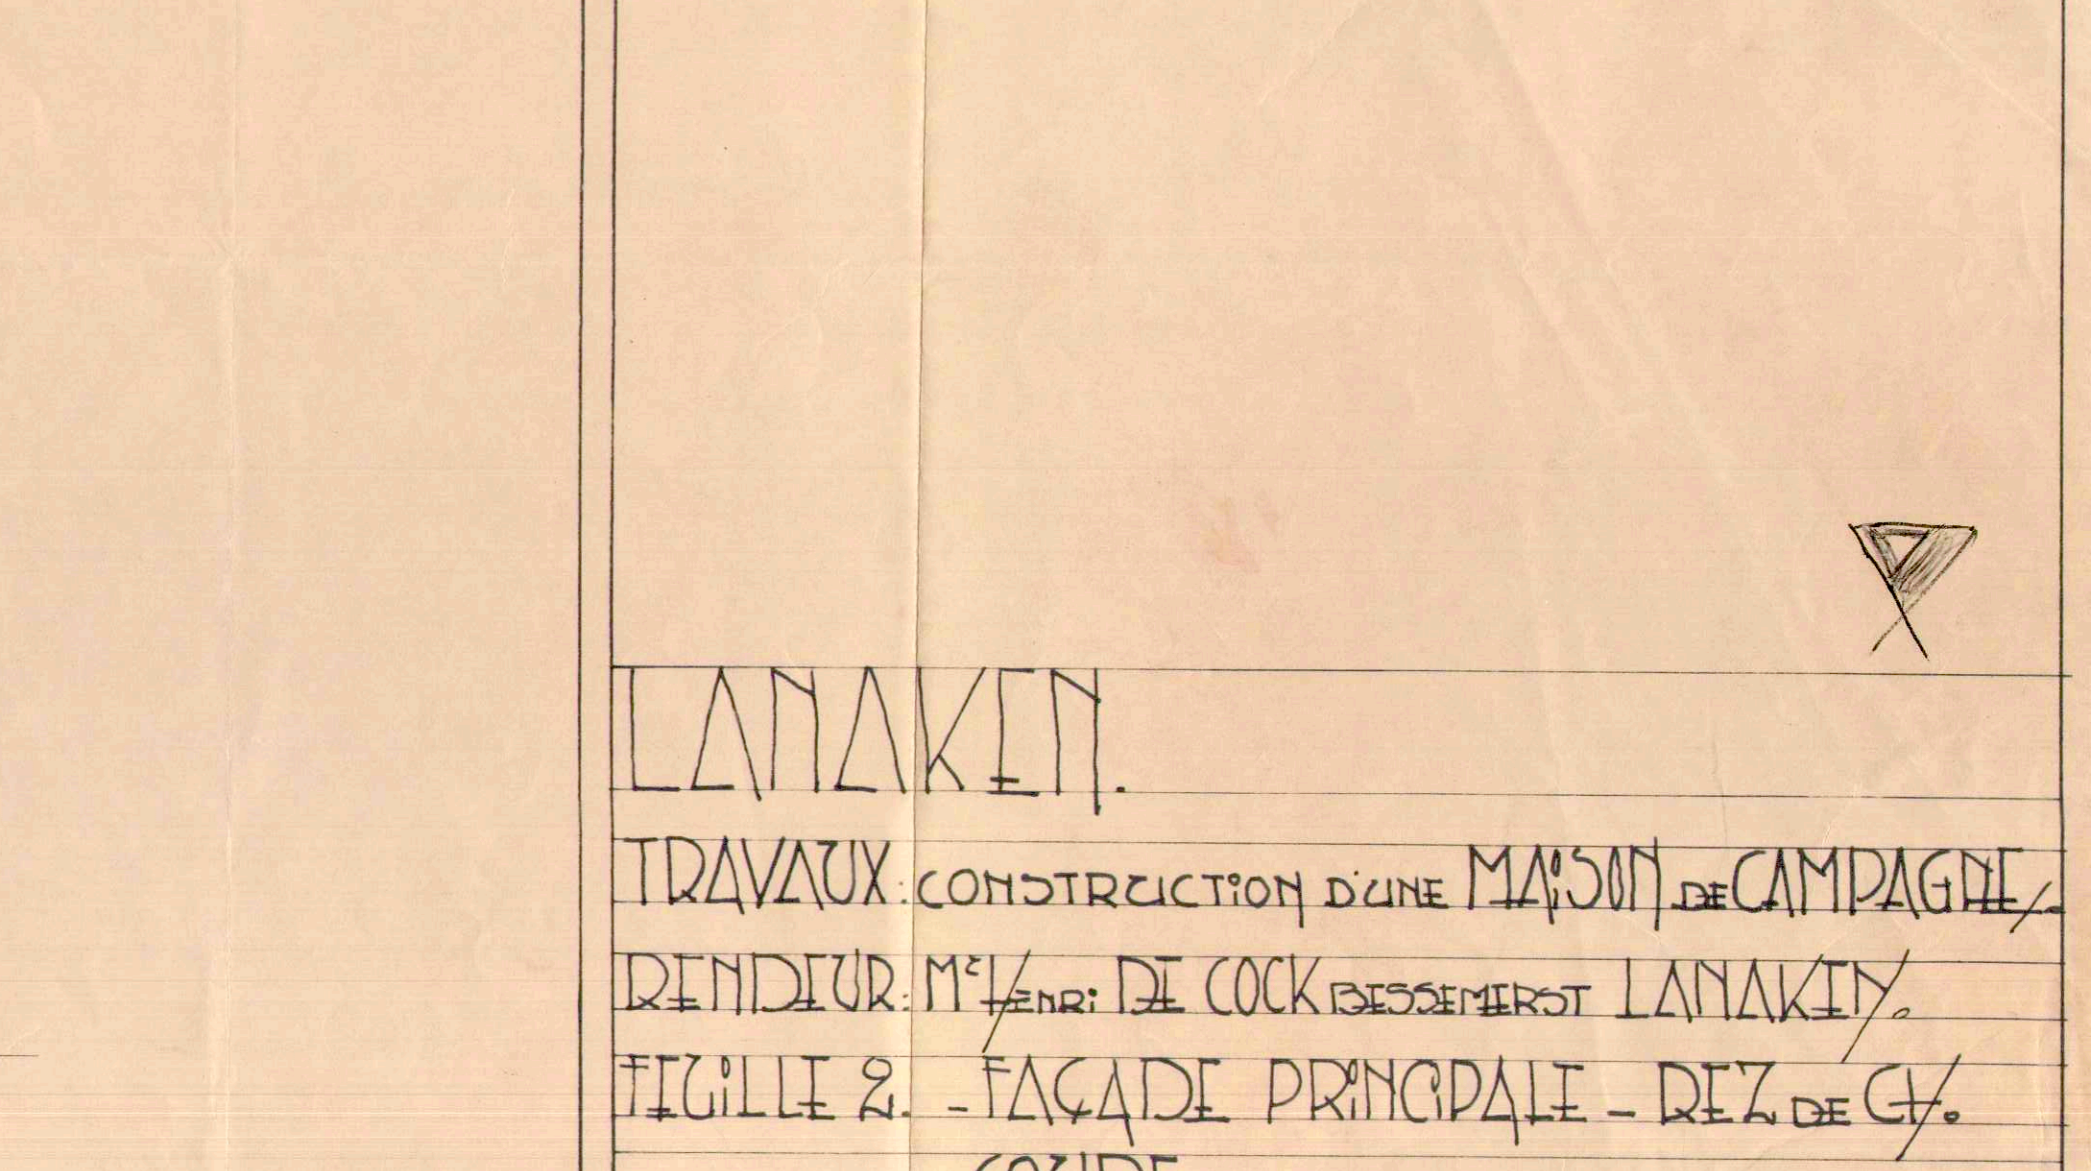 LANAKEN.
TRAVAUX: CONSTRUCTION D'UNE MAiSON DE CAMPAGNE/.
RENDEUR: Mr HENRi DE COCK BESSEMERST LANAKEN/.
FEUiLLE 2. - FAÇADE PRiNCiPALE - REZ DE CH/.